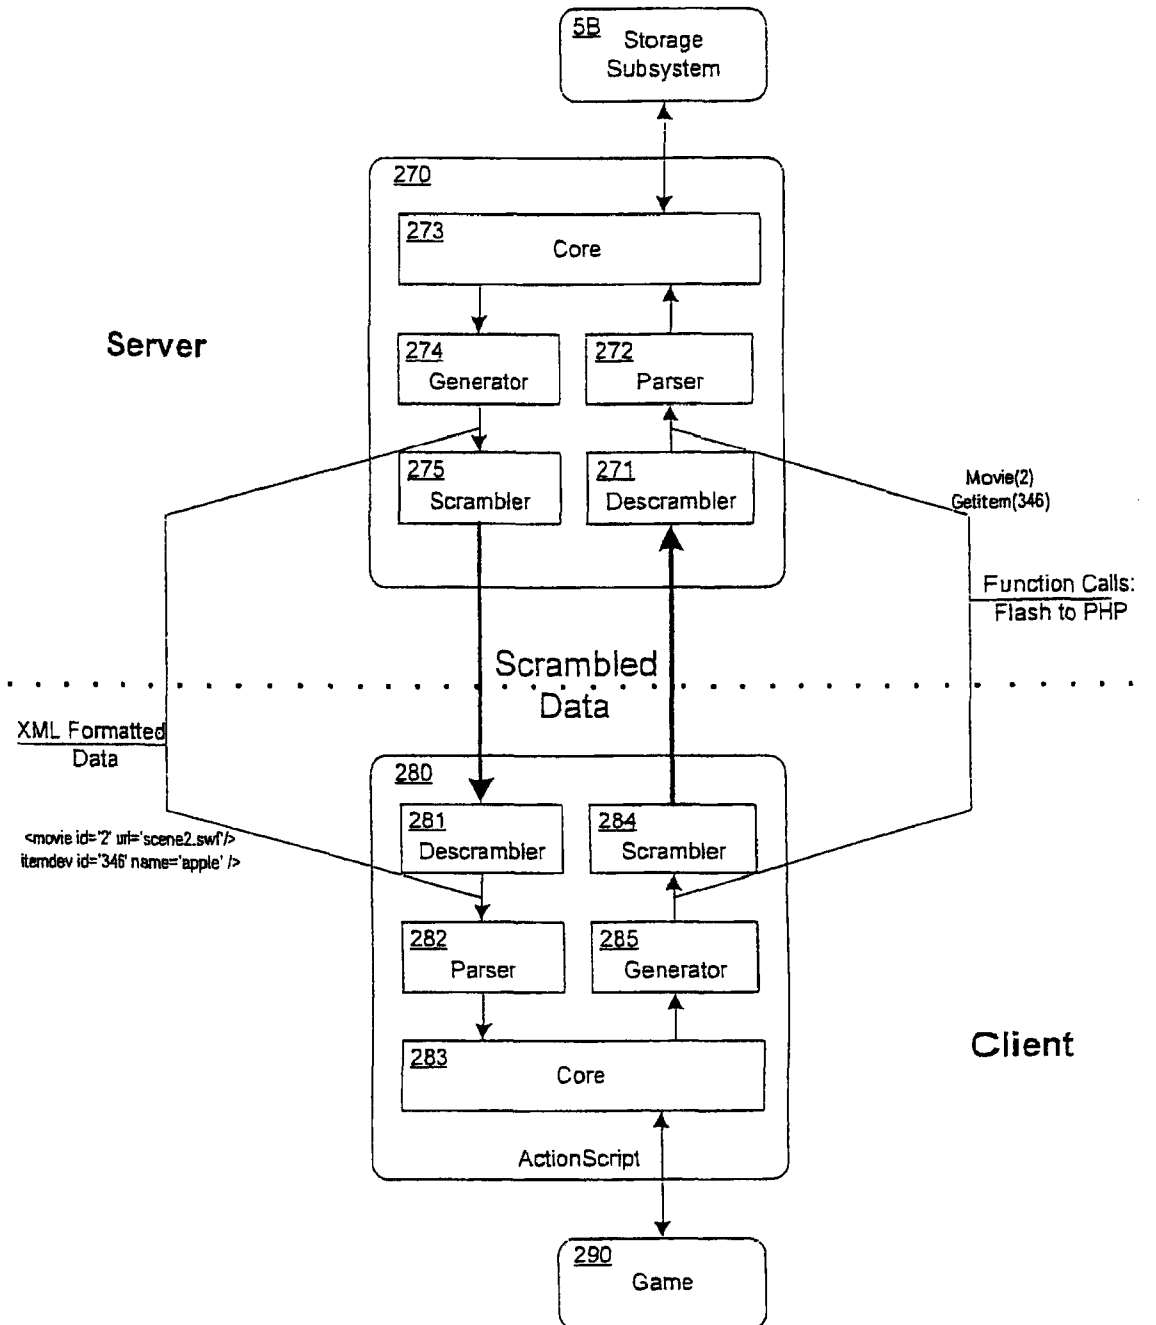 5B
Storage
Subsystem
270
273
Core
Server
274
Generator
272
Parser
275
Scrambler
271
Descrambler
Movie(2)
GetItem(346)
Function Calls:
Flash to PHP
Scrambled
Data
XML Formatted
Data
280
281
Descrambler
284
Scrambler
<movie id='2' url='scene2.swf'/>
itemdev id='346' name='apple' />
282
Parser
285
Generator
283
Core
Client
ActionScript
290
Game